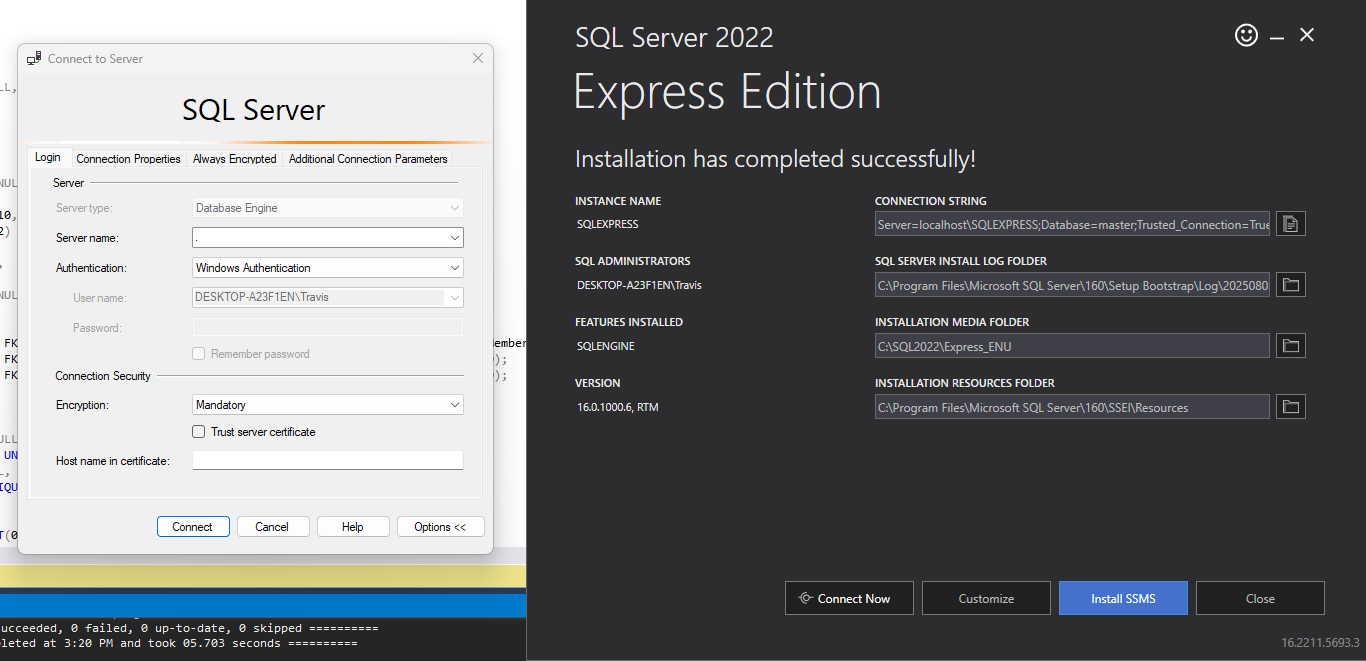 LL,
NULL
10,
2)
,
NULL
FK
ember
FK
);
FK
);
ULL
UN
_,
IQU
T(0
ucceeded, 0 failed, 0 up-to-date, 0 skipped ==========
leted at 3:20 PM and took 05.703 seconds ==========
Connect to Server
SQL Server
Login Connection Properties Always Encrypted Additional Connection Parameters
Server
Server type: Database Engine
Server name: .
Authentication: Windows Authentication
User name: DESKTOP-A23F1EN\Travis
Password:
Remember password
Connection Security
Encryption: Mandatory
Trust server certificate
Host name in certificate:
Connect Cancel Help Options <<
SQL Server 2022
Express Edition
Installation has completed successfully!
INSTANCE NAME
SQLEXPRESS
CONNECTION STRING
Server=localhost\SQLEXPRESS;Database=master;Trusted_Connection=True
SQL ADMINISTRATORS
DESKTOP-A23F1EN\Travis
SQL SERVER INSTALL LOG FOLDER
C:\Program Files\Microsoft SQL Server\160\Setup Bootstrap\Log\2025080
FEATURES INSTALLED
SQLENGINE
INSTALLATION MEDIA FOLDER
C:\SQL2022\Express_ENU
VERSION
16.0.1000.6, RTM
INSTALLATION RESOURCES FOLDER
C:\Program Files\Microsoft SQL Server\160\SSEI\Resources
Connect Now Customize Install SSMS Close
16.2211.5693.3